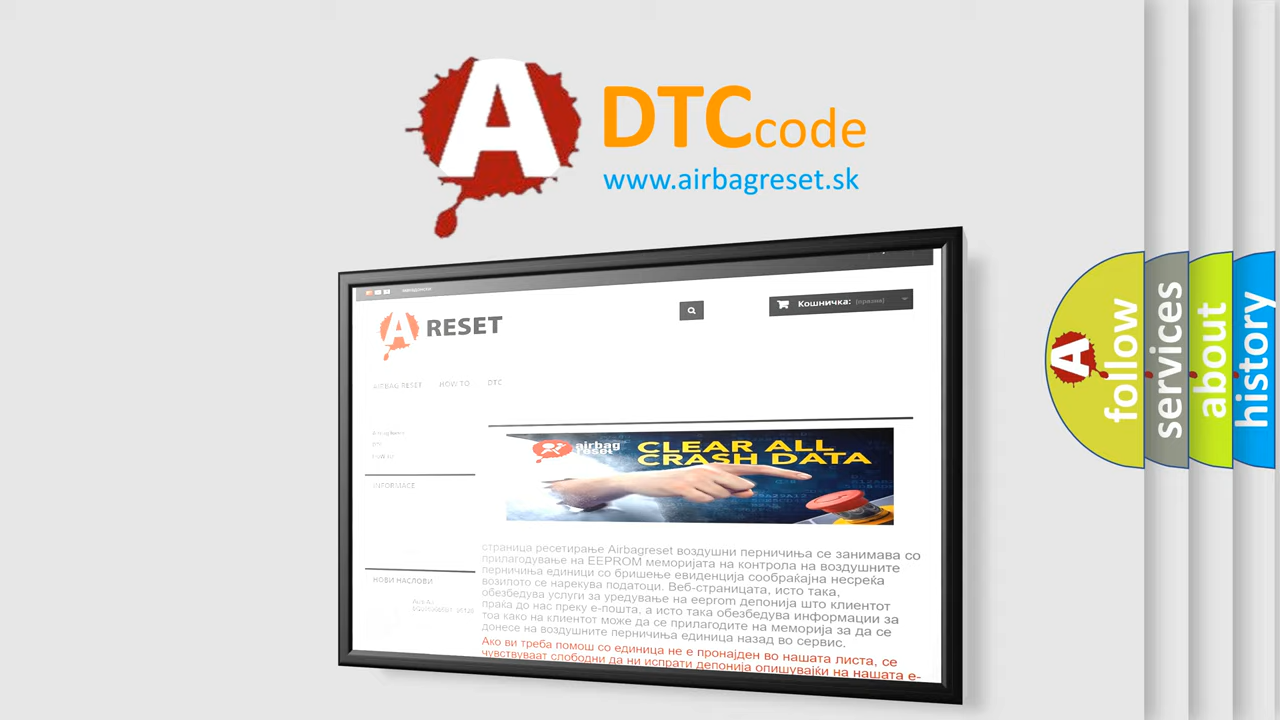 A DTC code
www.airbagreset.sk
A RESET
Кошничка: (празни)
AIRBAG RESET HOW TO DTC
airbag reset
CLEAR ALL
CRASH DATA
INFORMACE
НОВИ НАСЛОВИ
страница ресетирање Airbagreset воздушни перничиња се занимава со
прилагодување на EEPROM меморијата на контрола на воздушните
перничиња единици со бришење евиденција сообраќајна несреќа
возилото се нарекува податоци. Веб-страницата, исто така,
обезбедува услуги за уредување на eeprom депонија што клиентот
праќа до нас преку е-пошта, а исто така обезбедува информации за
тоа како на клиентот може да се прилагодите на меморија за да се
донесе на воздушните перничиња единица назад во сервис.
Ако ви треба помош со единица не е пронајден во нашата листа, се
чувствуваат слободни да ни испрати депонија опишувајќи на нашата е-
A follow
services
about
history